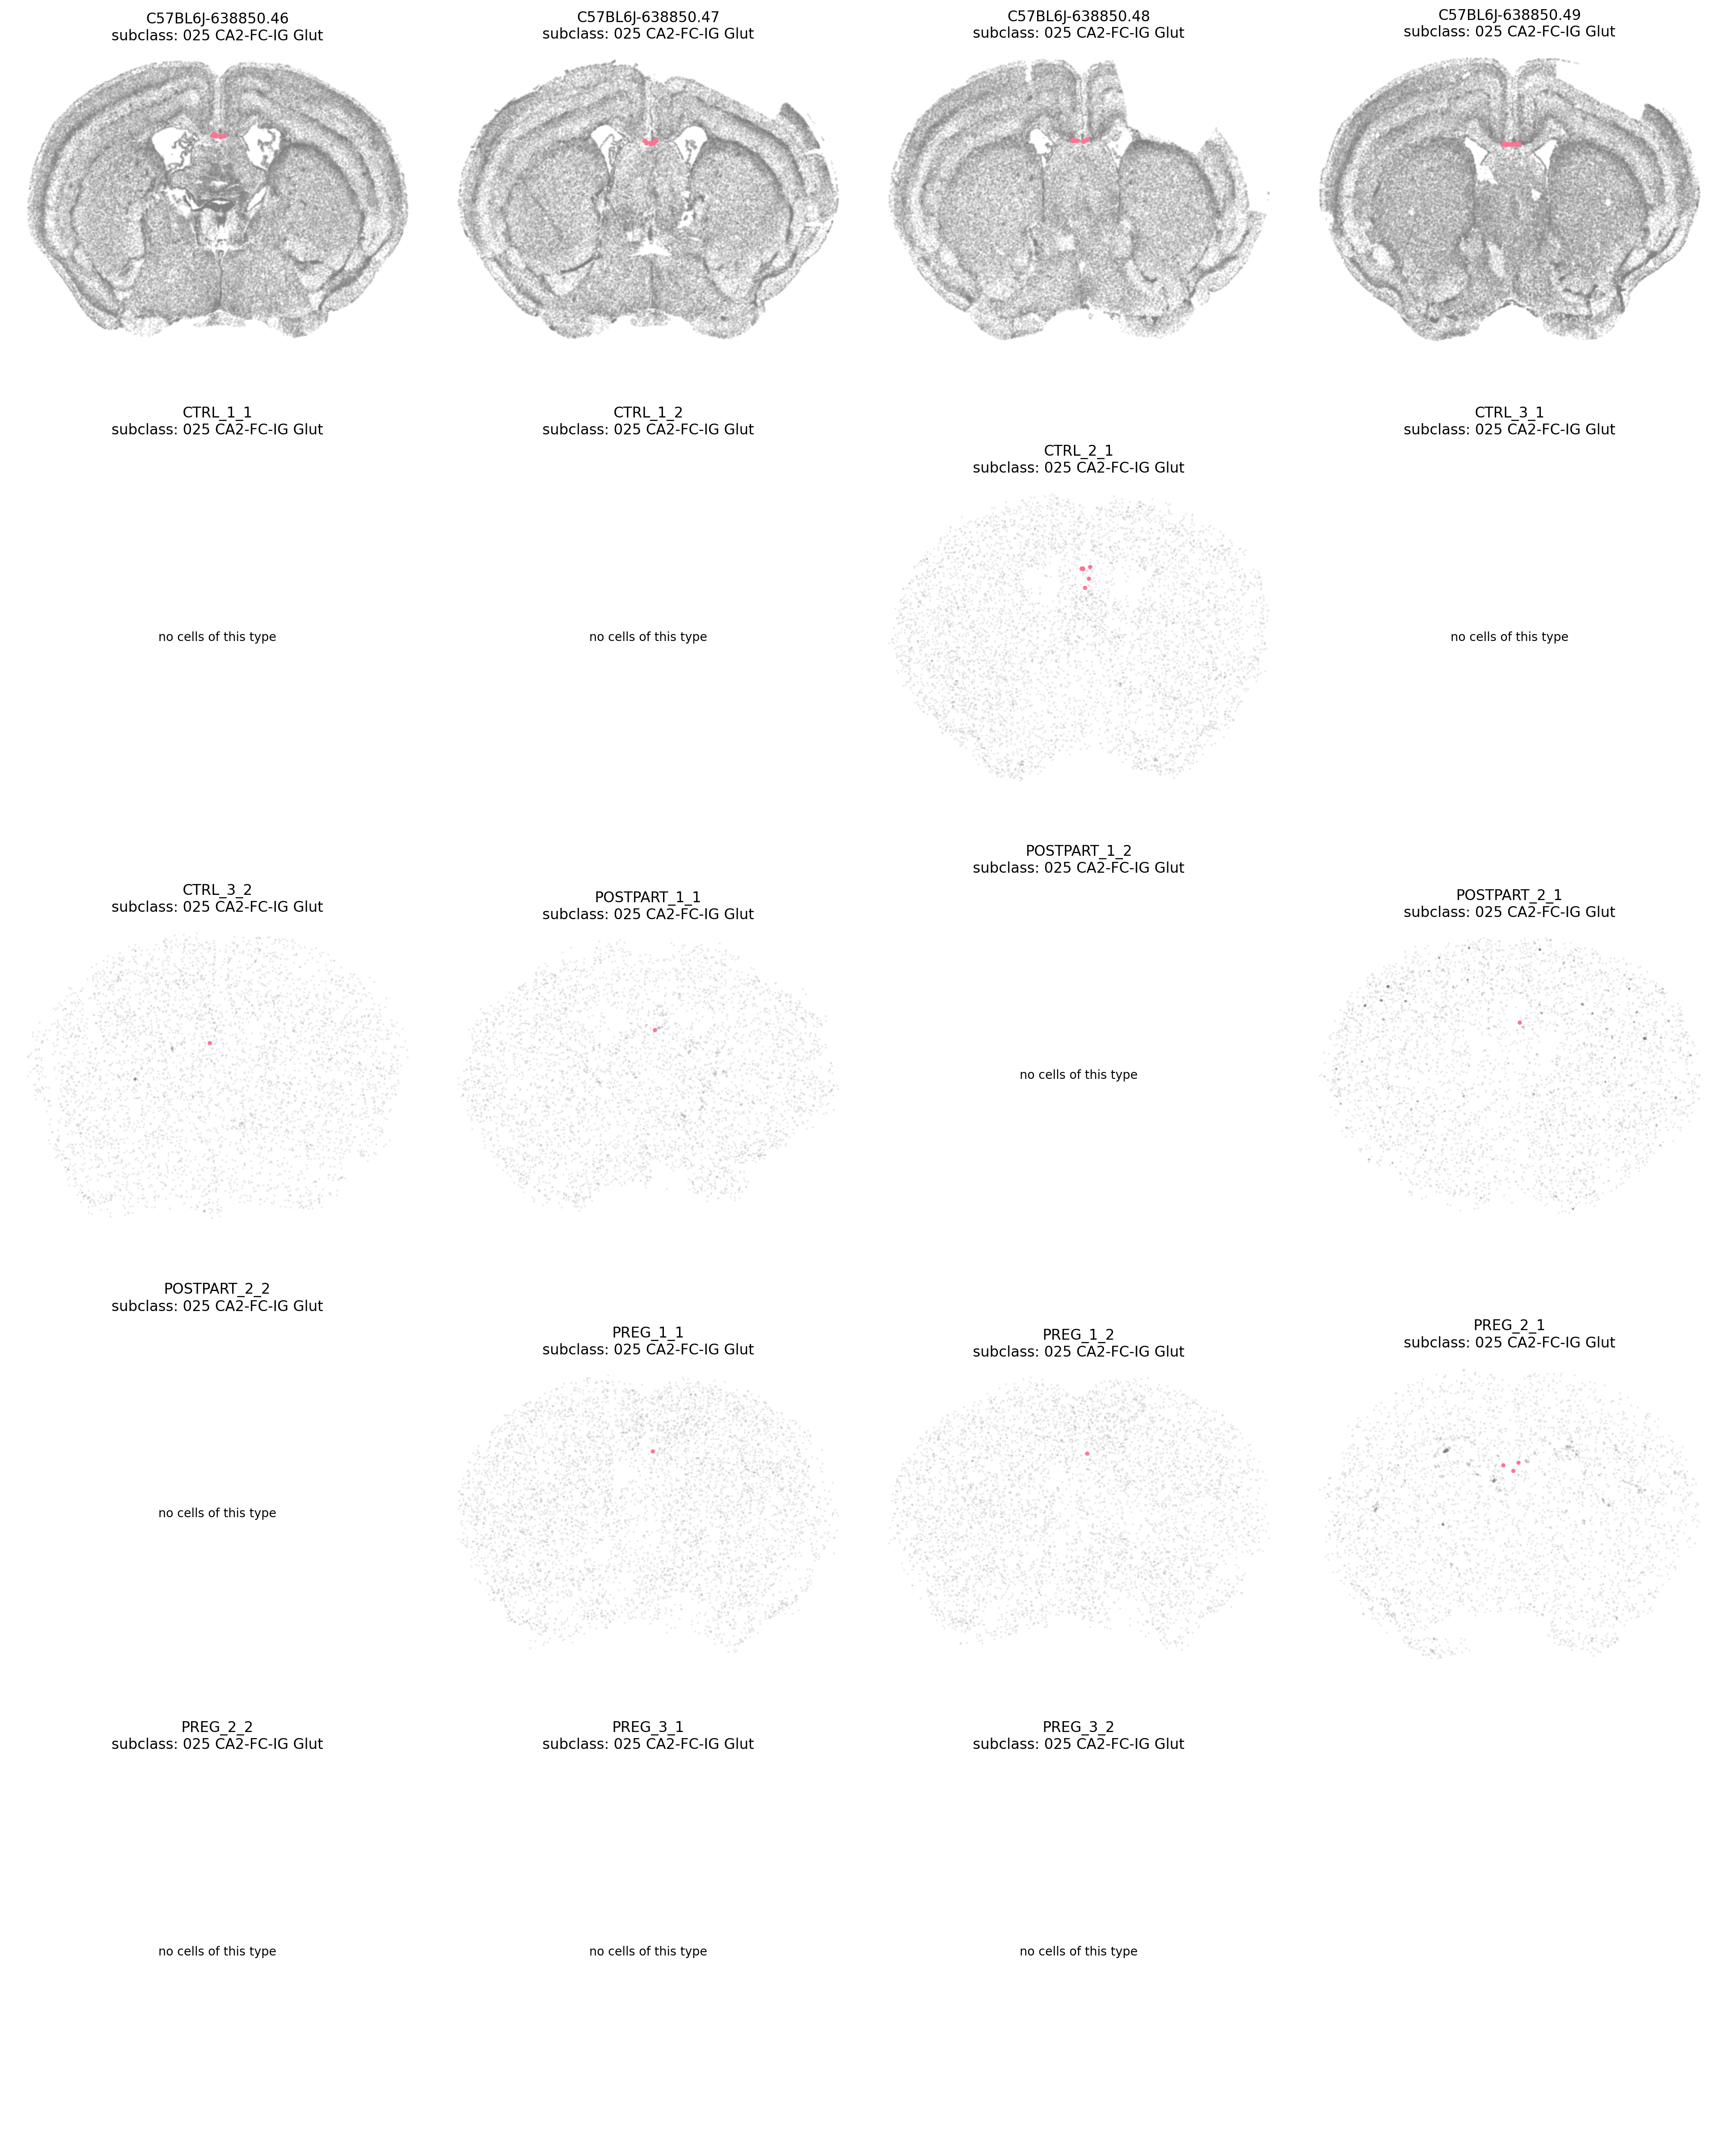 C57BL6J-638850.46
subclass: 025 CA2-FC-IG Glut
C57BL6J-638850.47
subclass: 025 CA2-FC-IG Glut
C57BL6J-638850.48
subclass: 025 CA2-FC-IG Glut
C57BL6J-638850.49
subclass: 025 CA2-FC-IG Glut
CTRL_1_1
subclass: 025 CA2-FC-IG Glut
no cells of this type
CTRL_1_2
subclass: 025 CA2-FC-IG Glut
no cells of this type
CTRL_2_1
subclass: 025 CA2-FC-IG Glut
CTRL_3_1
subclass: 025 CA2-FC-IG Glut
no cells of this type
CTRL_3_2
subclass: 025 CA2-FC-IG Glut
POSTPART_1_1
subclass: 025 CA2-FC-IG Glut
POSTPART_1_2
subclass: 025 CA2-FC-IG Glut
no cells of this type
POSTPART_2_1
subclass: 025 CA2-FC-IG Glut
POSTPART_2_2
subclass: 025 CA2-FC-IG Glut
no cells of this type
PREG_1_1
subclass: 025 CA2-FC-IG Glut
PREG_1_2
subclass: 025 CA2-FC-IG Glut
PREG_2_1
subclass: 025 CA2-FC-IG Glut
PREG_2_2
subclass: 025 CA2-FC-IG Glut
no cells of this type
PREG_3_1
subclass: 025 CA2-FC-IG Glut
no cells of this type
PREG_3_2
subclass: 025 CA2-FC-IG Glut
no cells of this type